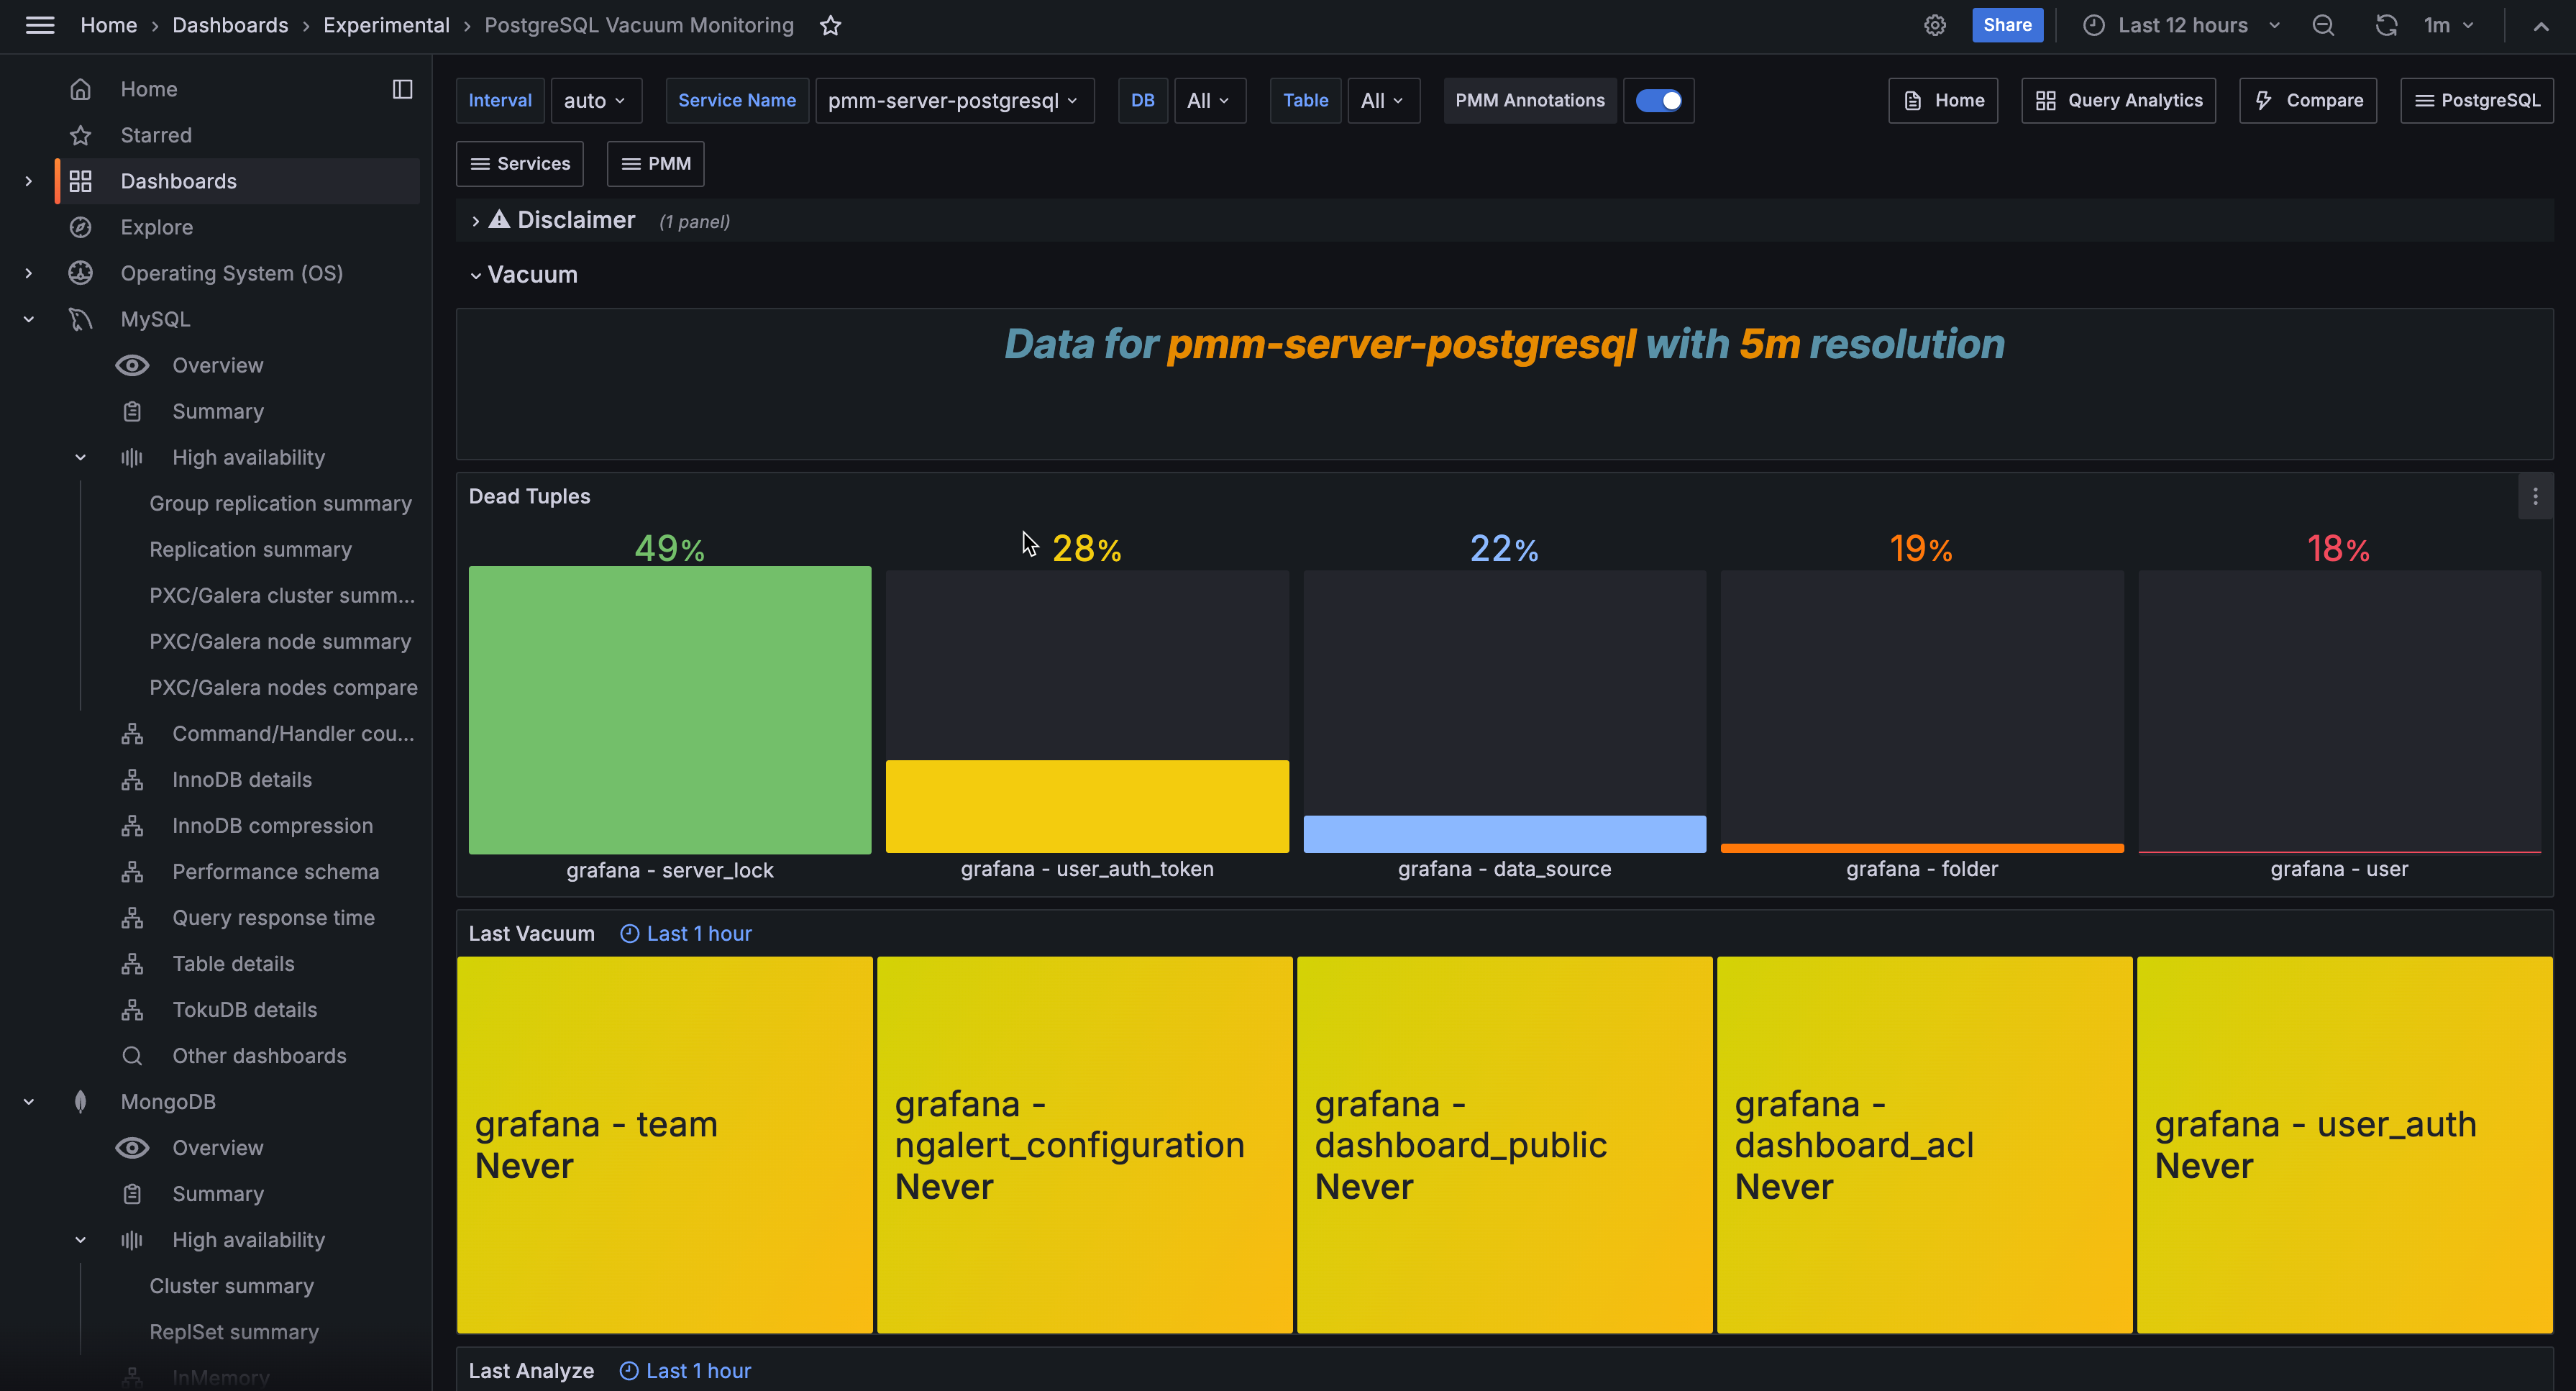 Home › Dashboards › Experimental › PostgreSQL Vacuum Monitoring
Share
Last 12 hours
1m
Home
Starred
Dashboards
Explore
Operating System (OS)
MySQL
Overview
Summary
High availability
Group replication summary
Replication summary
PXC/Galera cluster summ...
PXC/Galera node summary
PXC/Galera nodes compare
Command/Handler cou...
InnoDB details
InnoDB compression
Performance schema
Query response time
Table details
TokuDB details
Other dashboards
MongoDB
Overview
Summary
High availability
Cluster summary
ReplSet summary
InMemory
Interval auto Service Name pmm-server-postgresql DB All Table All PMM Annotations
Home Query Analytics Compare PostgreSQL
Services PMM
Disclaimer (1 panel)
Vacuum
Data for pmm-server-postgresql with 5m resolution
Dead Tuples
49% 28% 22% 19% 18%
grafana - server_lock grafana - user_auth_token grafana - data_source grafana - folder grafana - user
Last Vacuum Last 1 hour
grafana - team
Never
grafana -
ngalert_configuration
Never
grafana -
dashboard_public
Never
grafana -
dashboard_acl
Never
grafana - user_auth
Never
Last Analyze Last 1 hour